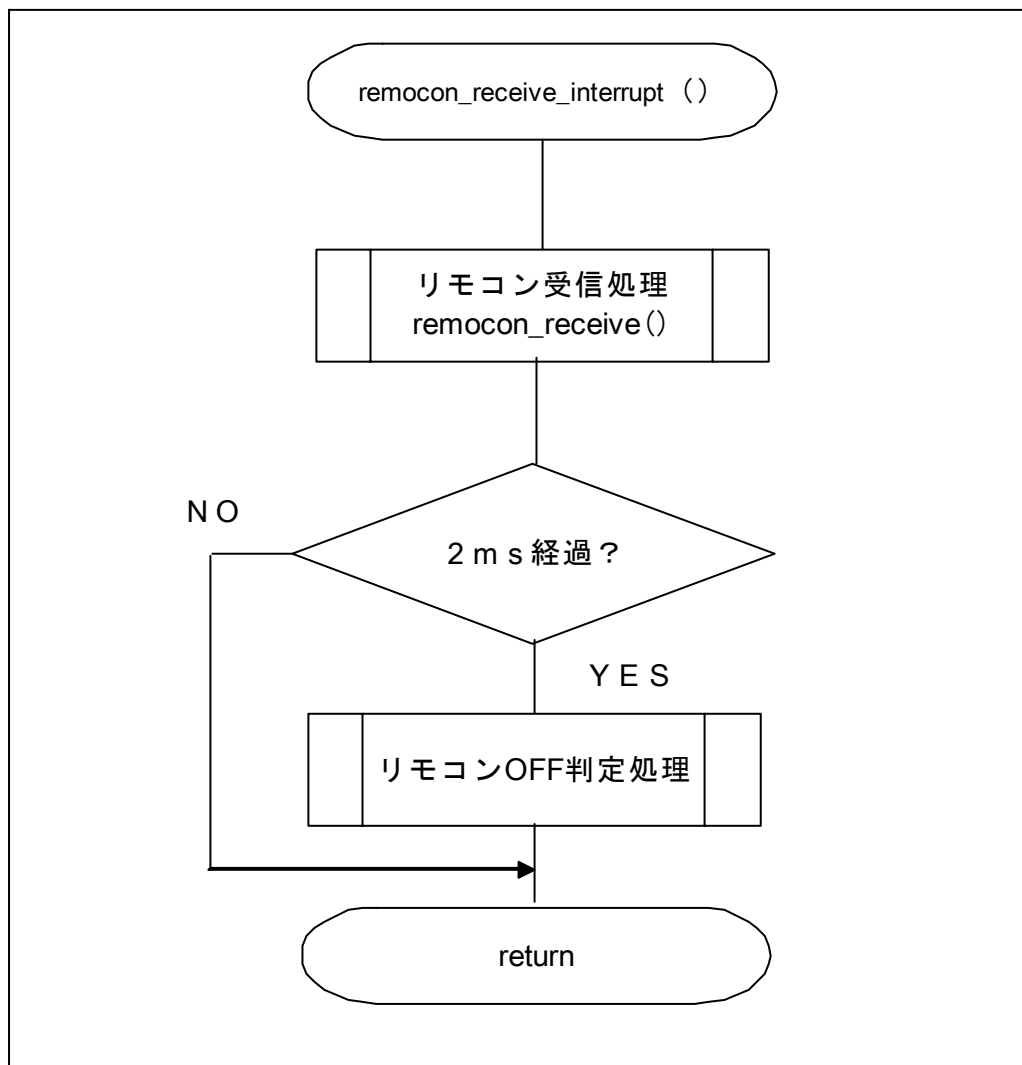 remocon_receive_interrupt ()
リモコン受信処理
remocon_receive()
NO
2ms経過?
YES
リモコンOFF判定処理
return